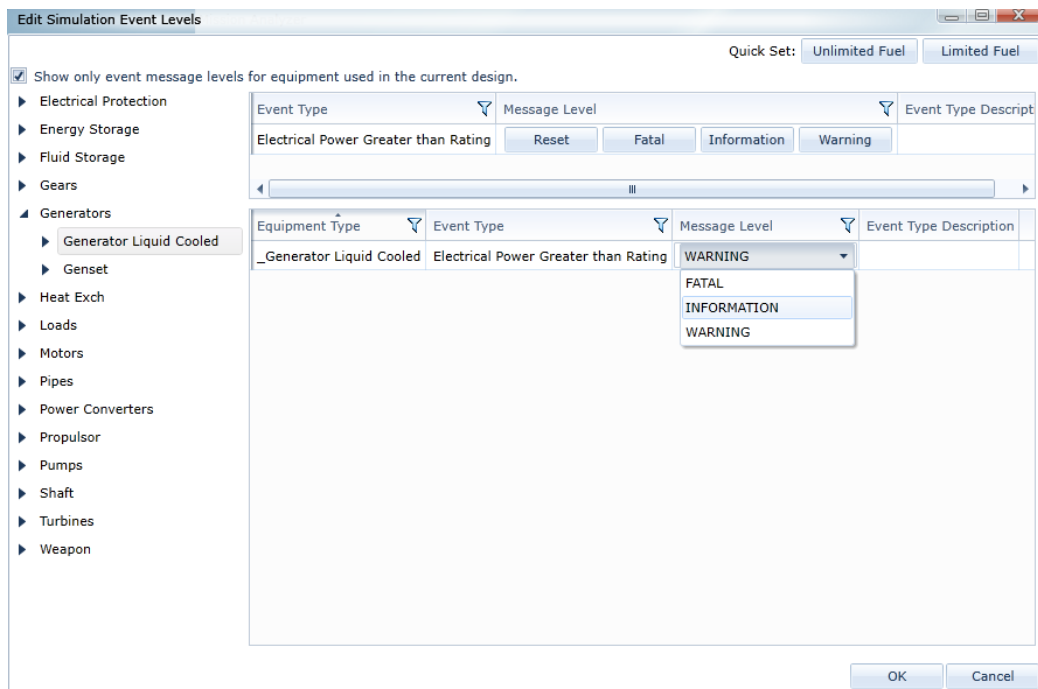 Edit Simulation Event Levels
Quick Set: Unlimited Fuel Limited Fuel
Show only event message levels for equipment used in the current design.
Electrical Protection
Energy Storage
Fluid Storage
Gears
Generators
Generator Liquid Cooled
Genset
Heat Exch
Loads
Motors
Pipes
Power Converters
Propulsor
Pumps
Shaft
Turbines
Weapon
Event Type Message Level Event Type Descript
Electrical Power Greater than Rating Reset Fatal Information Warning
Equipment Type Event Type Message Level Event Type Description
_Generator Liquid Cooled Electrical Power Greater than Rating WARNING
FATAL
INFORMATION
WARNING
OK Cancel